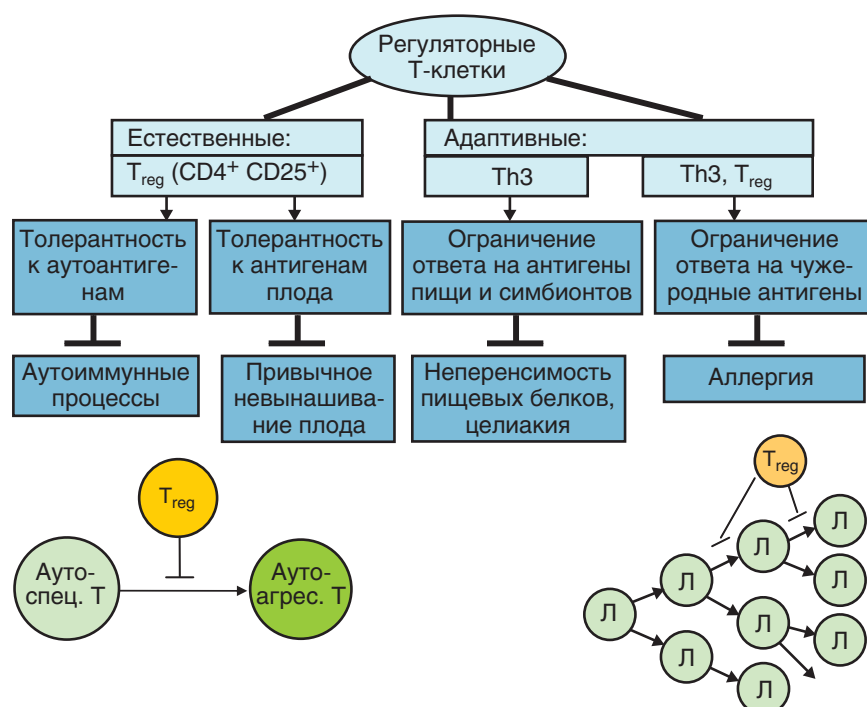 Регуляторные
Т-клетки
Естественные:
Treg (CD4+ CD25+)
Адаптивные:
Th3
Th3, Treg
Толерантность
к аутоантиге-
нам
Толерантность
к антигенам
плода
Ограничение
ответа на антигены
пищи и симбионтов
Ограничение
ответа на чуже-
родные антигены
Аутоиммунные
процессы
Привычное
невынашива-
ние плода
Неперенсимость
пищевых белков,
целиакия
Аллергия
Treg
Ауто-
спец. Т
Ауто-
агрес. Т
Treg
Л
Л
Л
Л
Л
Л
Л
Л
Л